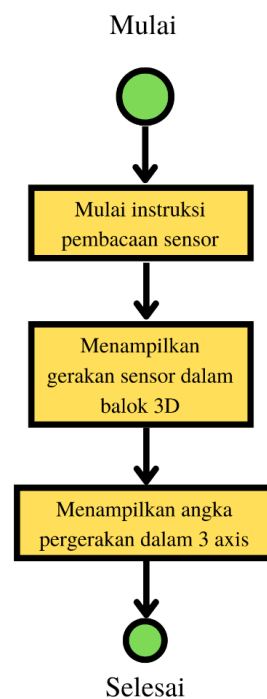 Mulai
Mulai instruksi
pembacaan sensor
Menampilkan
gerakan sensor dalam
balok 3D
Menampilkan angka
pergerakan dalam 3 axis
Selesai